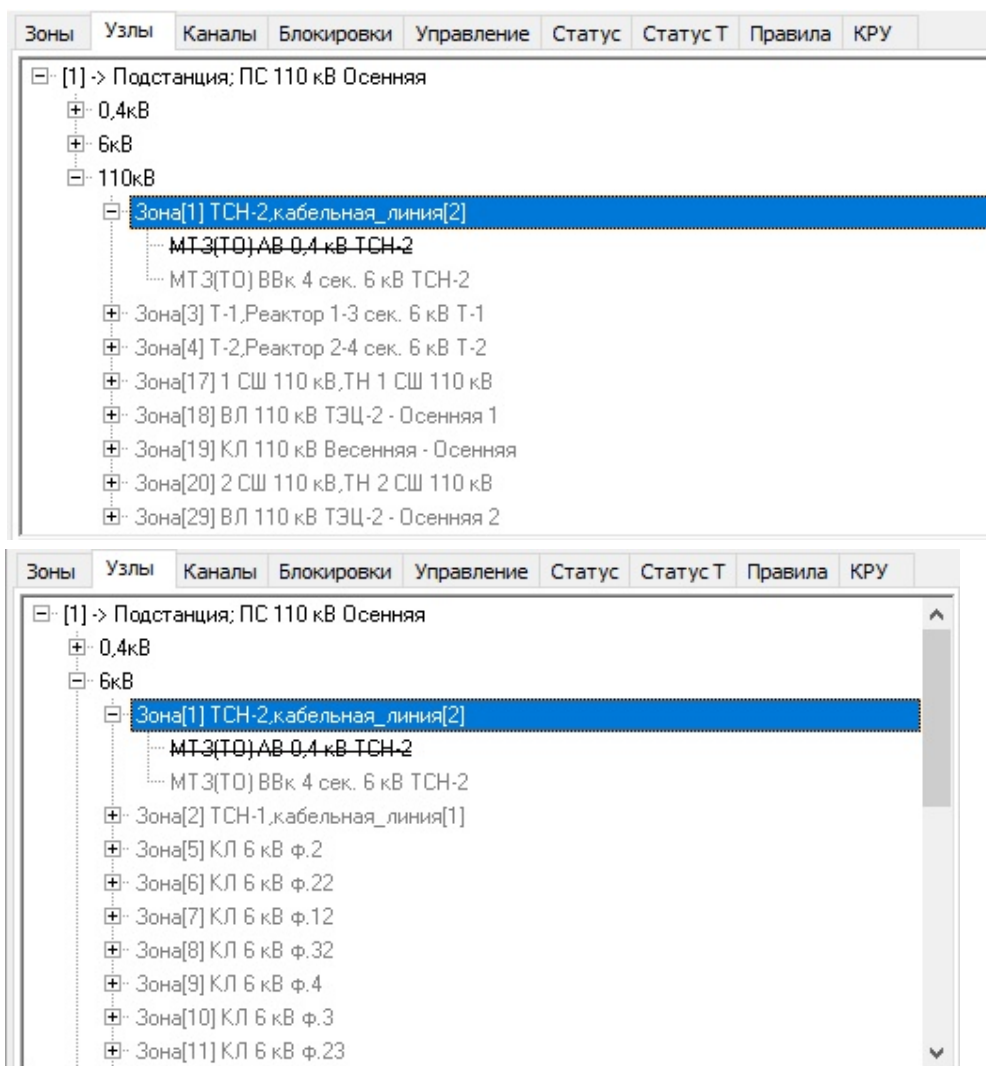 Зоны Узлы Каналы Блокировки Управление Статус Статус Т Правила КРУ
[1] -> Подстанция; ПС 110 кВ Осенняя
0,4кВ
6кВ
110кВ
Зона[1] ТСН-2,кабельная_линия[2]
МТЗ(ТО) АВ 0,4 кВ ТСН-2
МТЗ(ТО) ВВк 4 сек. 6 кВ ТСН-2
Зона[3] Т-1,Реактор 1-3 сек. 6 кВ Т-1
Зона[4] Т-2,Реактор 2-4 сек. 6 кВ Т-2
Зона[17] 1 СШ 110 кВ,ТН 1 СШ 110 кВ
Зона[18] ВЛ 110 кВ ТЭЦ-2 - Осенняя 1
Зона[19] КЛ 110 кВ Весенняя - Осенняя
Зона[20] 2 СШ 110 кВ,ТН 2 СШ 110 кВ
Зона[29] ВЛ 110 кВ ТЭЦ-2 - Осенняя 2
Зоны Узлы Каналы Блокировки Управление Статус Статус Т Правила КРУ
[1] -> Подстанция; ПС 110 кВ Осенняя
0,4кВ
6кВ
Зона[1] ТСН-2,кабельная_линия[2]
МТЗ(ТО) АВ 0,4 кВ ТСН-2
МТЗ(ТО) ВВк 4 сек. 6 кВ ТСН-2
Зона[2] ТСН-1,кабельная_линия[1]
Зона[5] КЛ 6 кВ ф.2
Зона[6] КЛ 6 кВ ф.22
Зона[7] КЛ 6 кВ ф.12
Зона[8] КЛ 6 кВ ф.32
Зона[9] КЛ 6 кВ ф.4
Зона[10] КЛ 6 кВ ф.3
Зона[11] КЛ 6 кВ ф.23